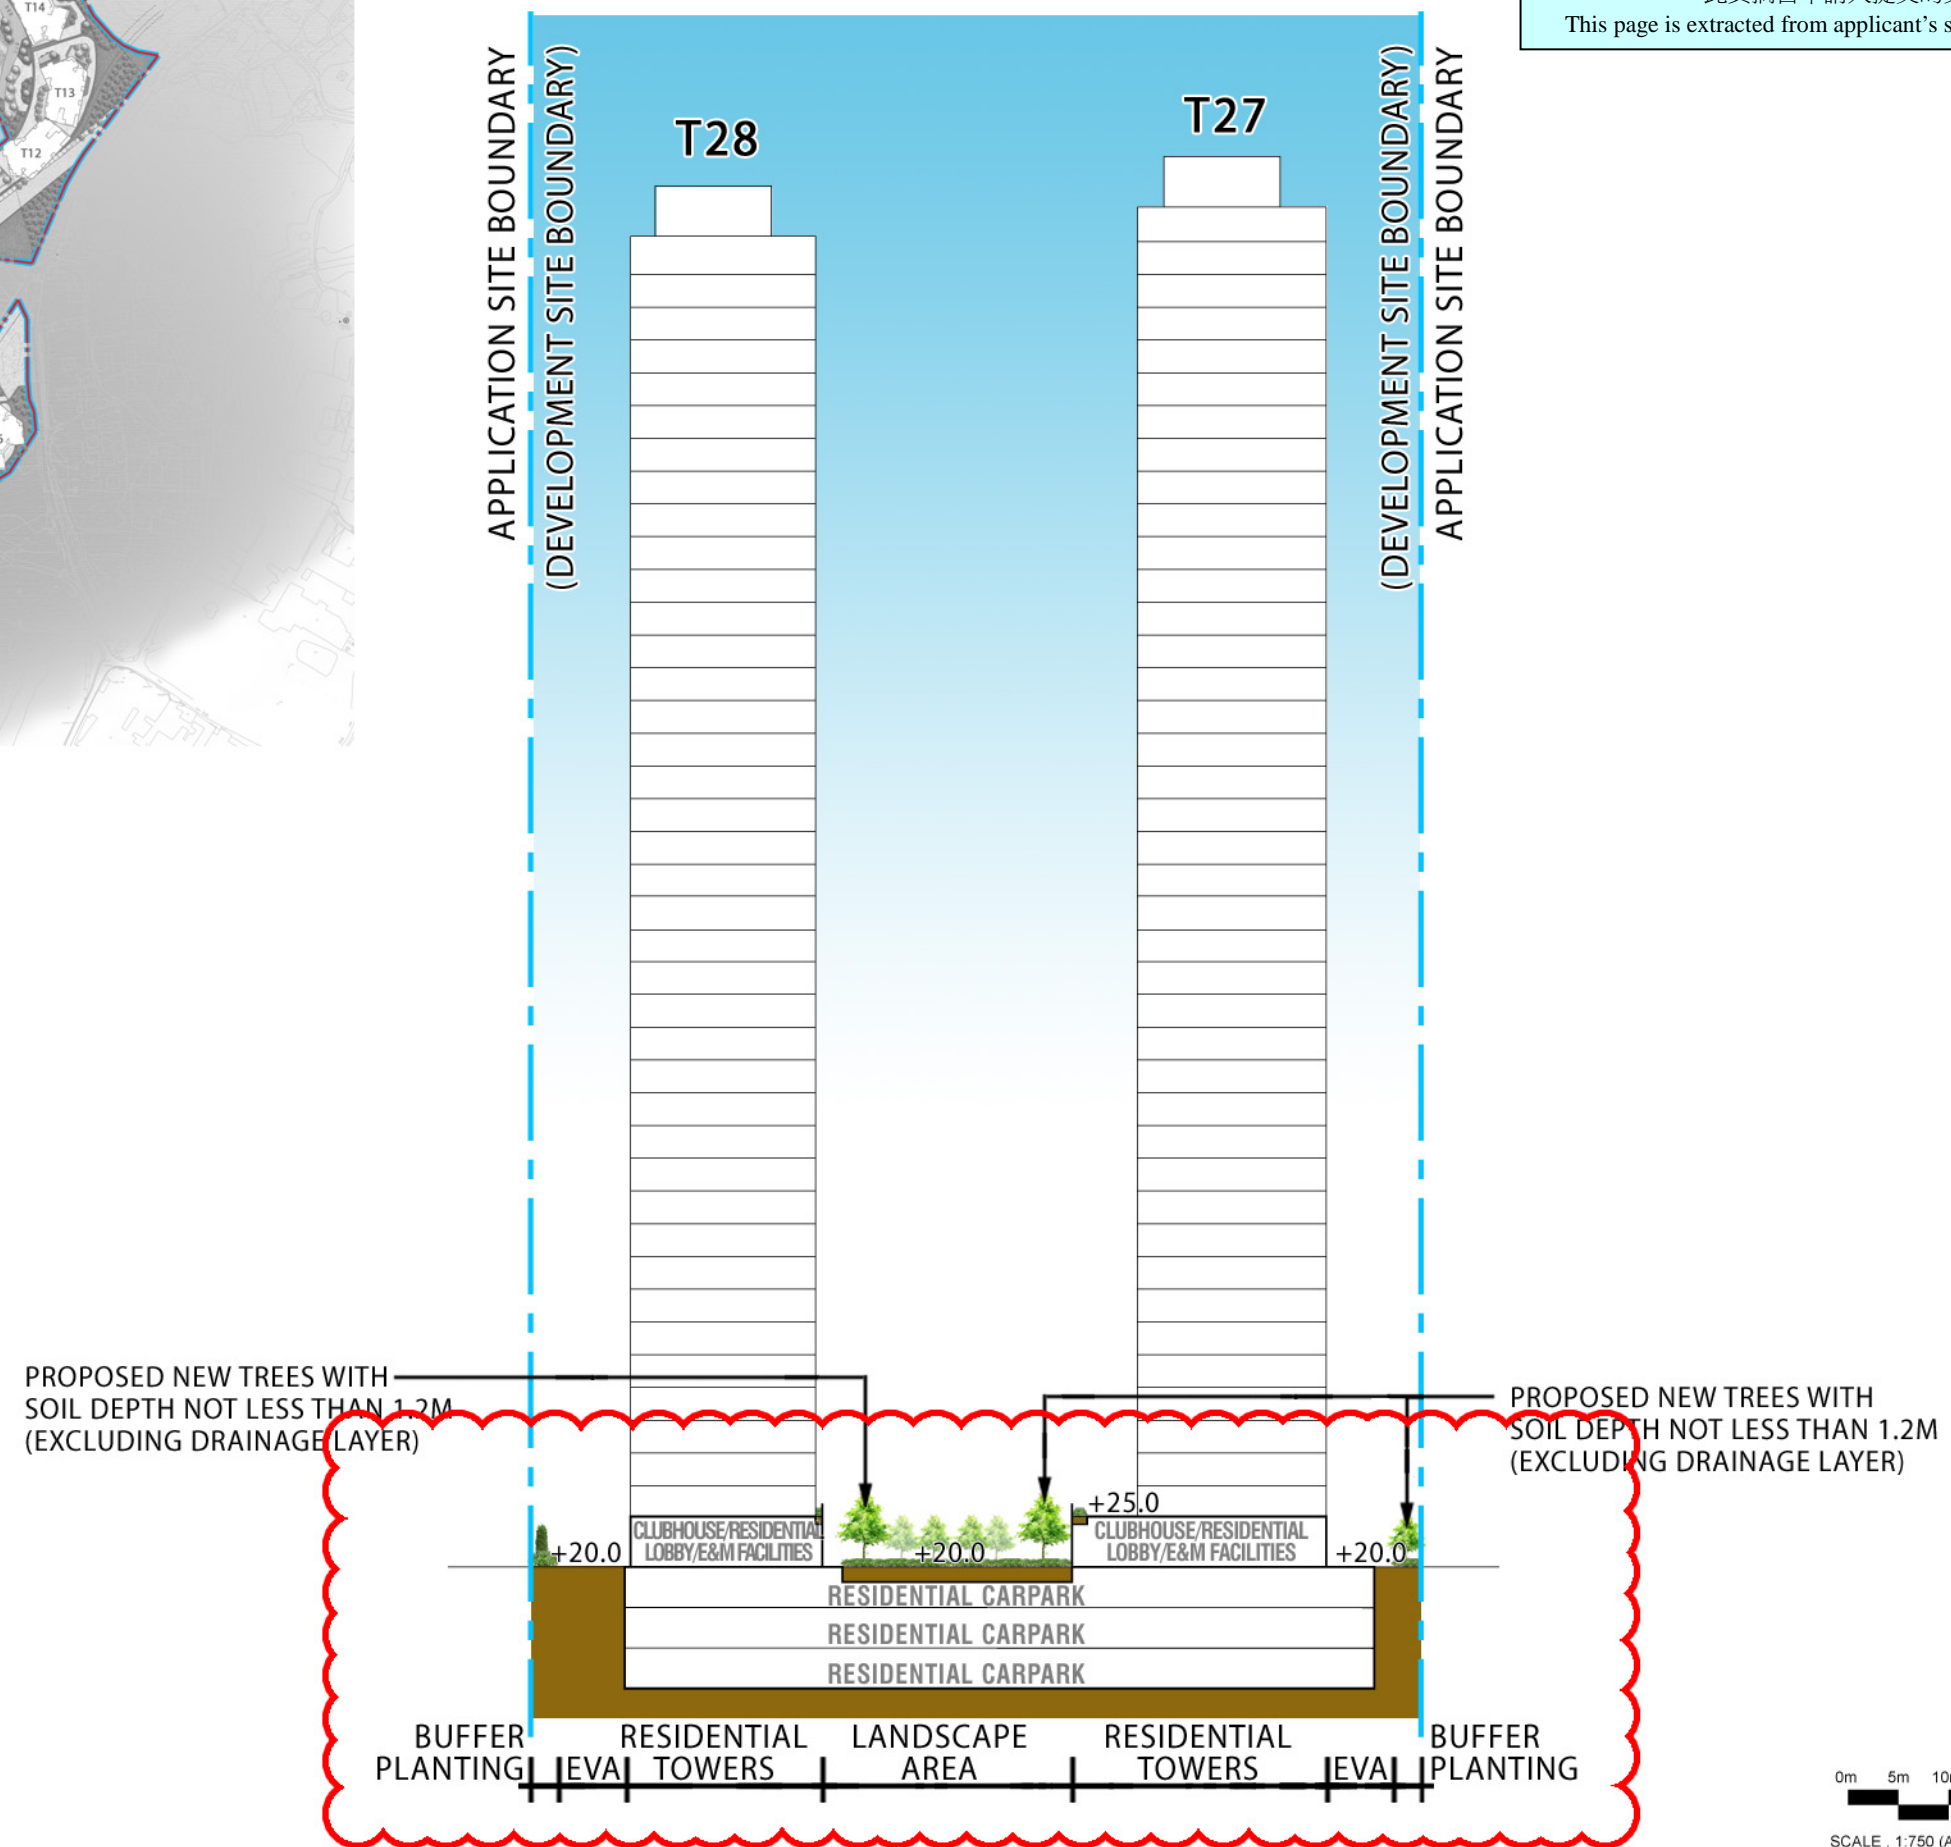 This page is extracted from applicant's
T14
T13
T12
APPLICATION SITE BOUNDARY
(DEVELOPMENT SITE BOUNDARY)
T28
T27
(DEVELOPMENT SITE BOUNDARY)
APPLICATION SITE BOUNDARY
PROPOSED NEW TREES WITH
SOIL DEPTH NOT LESS THAN 1.2M
(EXCLUDING DRAINAGE LAYER)
PROPOSED NEW TREES WITH
SOIL DEPTH NOT LESS THAN 1.2M
(EXCLUDING DRAINAGE LAYER)
+25.0
CLUBHOUSE/RESIDENTIAL
LOBBY/E&M FACILITIES
CLUBHOUSE/RESIDENTIAL
LOBBY/E&M FACILITIES
+20.0
+20.0
+20.0
RESIDENTIAL CARPARK
RESIDENTIAL CARPARK
RESIDENTIAL CARPARK
BUFFER
PLANTING
EVA
RESIDENTIAL
TOWERS
LANDSCAPE
AREA
RESIDENTIAL
TOWERS
EVA
BUFFER
PLANTING
0m 5m
SCALE . 1:750